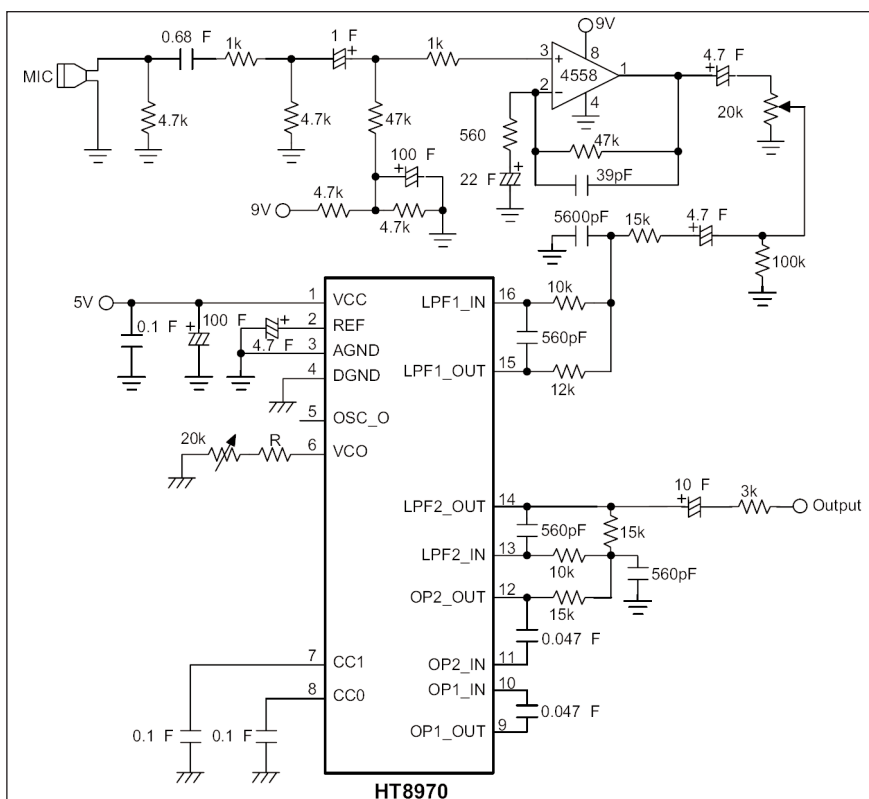 MIC
0.68 F
1k
4.7k
4.7k
1 F
+
47k
1k
9V
3
+
8
4558
1
2
−
4
560
22 F
+
47k
39pF
4.7 F
+
20k
100 F
+
9V
4.7k
4.7k
5600pF
15k
4.7 F
+
100k
5V
0.1 F
100 F
+
4.7 F
+
1 VCC
2 REF
3 AGND
4 DGND
5 OSC_O
20k
R
6 VCO
7 CC1
8 CC0
0.1 F
0.1 F
LPF1_IN 16
10k
560pF
LPF1_OUT 15
12k
LPF2_OUT 14
10 F
+
3k
Output
560pF
15k
LPF2_IN 13
10k
560pF
OP2_OUT 12
15k
0.047 F
OP2_IN 11
OP1_IN 10
0.047 F
OP1_OUT 9
HT8970